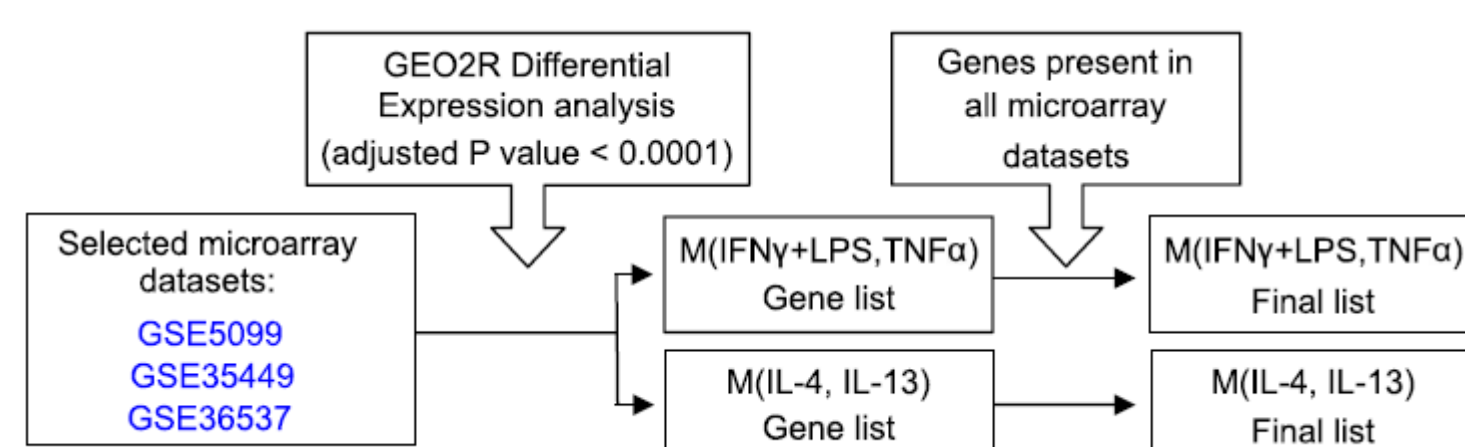 GEO2R Differential
Expression analysis
(adjusted P value < 0.0001)
Genes present in
all microarray
datasets
Selected microarray
datasets:
GSE5099
GSE35449
GSE36537
M(IFNγ+LPS,TNFα)
Gene list
M(IFNγ+LPS,TNFα)
Final list
M(IL-4, IL-13)
Gene list
M(IL-4, IL-13)
Final list